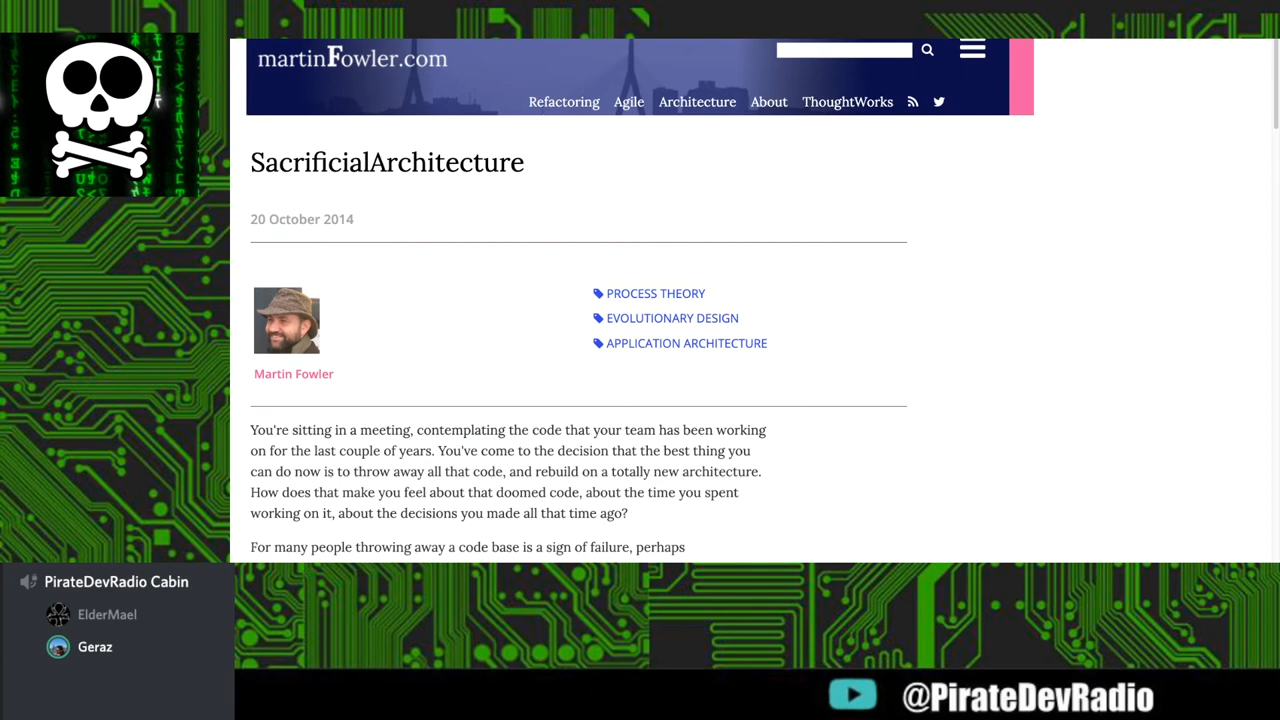 martinFowler.com
Refactoring Agile Architecture About ThoughtWorks
SacrificialArchitecture
20 October 2014
PROCESS THEORY
EVOLUTIONARY DESIGN
APPLICATION ARCHITECTURE
Martin Fowler
You're sitting in a meeting, contemplating the code that your team has been working
on for the last couple of years. You've come to the decision that the best thing you
can do now is to throw away all that code, and rebuild on a totally new architecture.
How does that make you feel about that doomed code, about the time you spent
working on it, about the decisions you made all that time ago?
For many people throwing away a code base is a sign of failure, perhaps
PirateDevRadio Cabin
ElderMael
Geraz
@PirateDevRadio